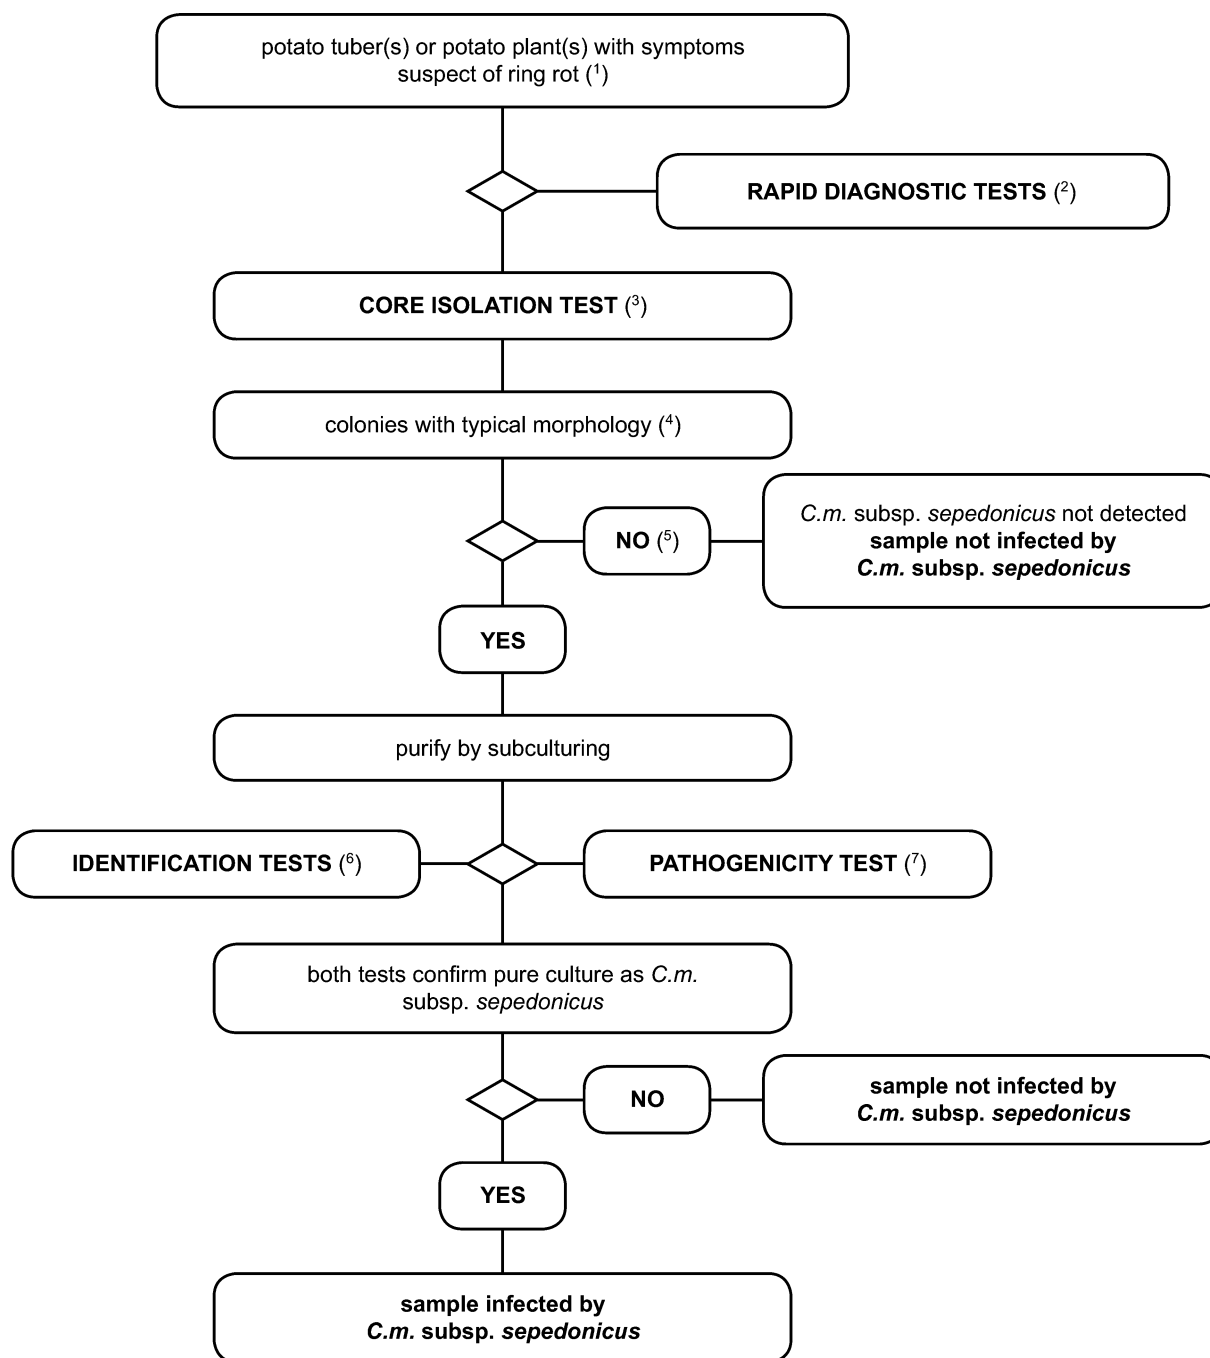 potato tuber(s) or potato plant(s) with symptoms
suspect of ring rot (¹)
RAPID DIAGNOSTIC TESTS (²)
CORE ISOLATION TEST (³)
colonies with typical morphology (⁴)
NO (⁵)
C.m. subsp. sepedonicus not detected
sample not infected by
C.m. subsp. sepedonicus
YES
purify by subculturing
IDENTIFICATION TESTS (⁶)
PATHOGENICITY TEST (⁷)
both tests confirm pure culture as C.m.
subsp. sepedonicus
NO
sample not infected by
C.m. subsp. sepedonicus
YES
sample infected by
C.m. subsp. sepedonicus